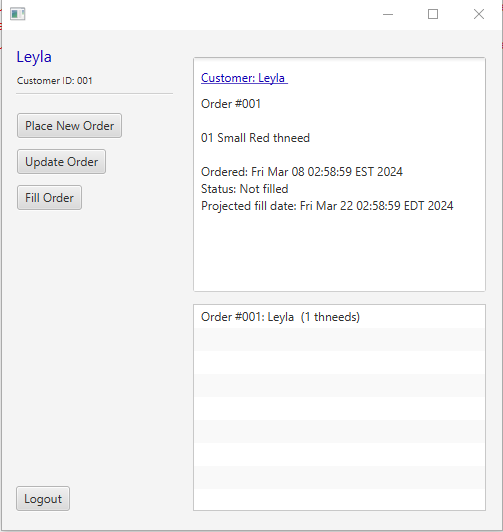 Leyla
Customer ID: 001
Place New Order
Update Order
Fill Order
Logout
Customer: Leyla
Order #001
01 Small Red thneed
Ordered: Fri Mar 08 02:58:59 EST 2024
Status: Not filled
Projected fill date: Fri Mar 22 02:58:59 EDT 2024
Order #001: Leyla  (1 thneeds)